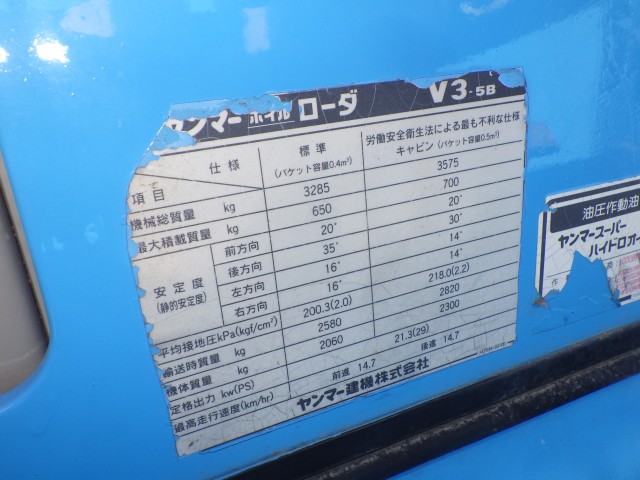 ヤンマーホイルローダ V3-5B
仕様 標準 (バケット容量0.4m³) 労働安全衛生法による最も不利な仕様 キャビン(バケット容量0.5m³)
項目
機械総質量 kg 3285 3575
最大積載質量 kg 650 700
安定度 (静的安定度) 前方向 20° 20°
後方向 35° 30°
左方向 16° 14°
右方向 16° 14°
平均接地圧kPa(kgf/cm²) 200.3(2.0) 218.0(2.2)
輸送時質量 kg 2580 2820
機体質量 kg 2060 2300
定格出力 kw(PS) 21.3(29)
最高走行速度(km/hr) 前進 14.7 後進 14.7
ヤンマー建機株式会社
油圧作動油
ヤンマースーパー
ハイドロオ